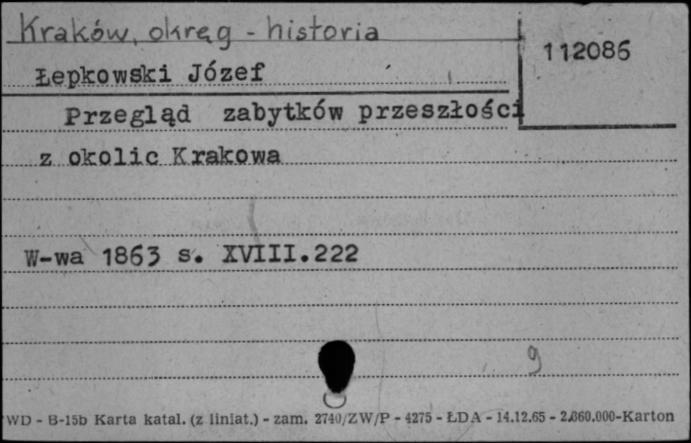 Kraków, okręg - historia
112086
Łepkowski Józef
Przegląd zabytków przeszłości
z okolic Krakowa
W-wa 1863 s. XVIII.222
g
WD - B-15b Karta katal. (z liniat.) - zam. 2740/ZW/P - 4275 - ŁDA - 14.12.65 - 2.860.000-Karton